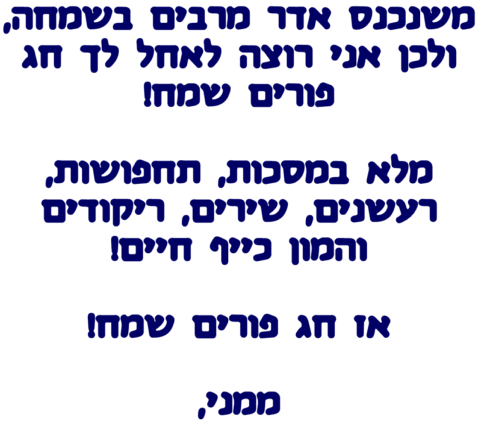 משנכנס אדר מרבים בשמחה,
ולכן אני רוצה לאחל לך חג
פורים שמח!
מלא במסכות, תחפושות,
רעשנים, שירים, ריקודים
והמון כייף חיים!
אז חג פורים שמח!
ממני,